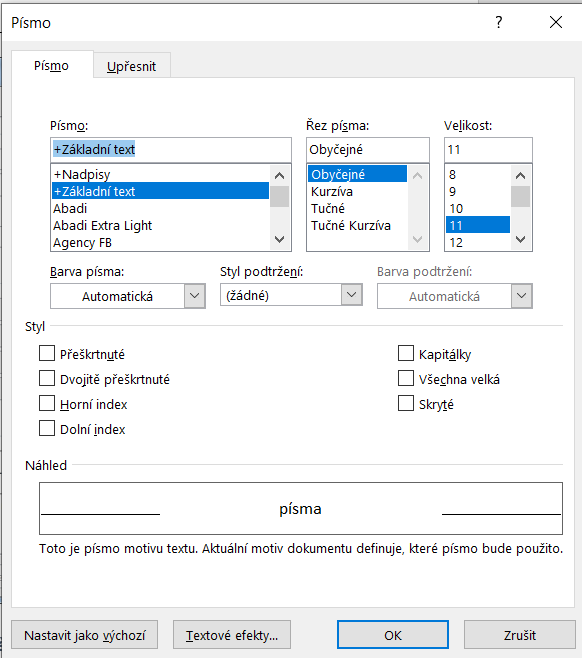 Písmo
?
Písmo Upřesnit
Písmo: Řez písma: Velikost:
+Základní text Obyčejné 11
+Nadpisy Obyčejné 8
+Základní text Kurzíva 9
Abadi Tučné 10
Abadi Extra Light Tučné Kurzíva 11
Agency FB 12
Barva písma: Styl podtržení: Barva podtržení:
Automatická (žádné) Automatická
Styl
Přeškrtnuté Kapitálky
Dvojitě přeškrtnuté Všechna velká
Horní index Skryté
Dolní index
Náhled
písma
Toto je písmo motivu textu. Aktuální motiv dokumentu definuje, které písmo bude použito.
Nastavit jako výchozí Textové efekty... OK Zrušit